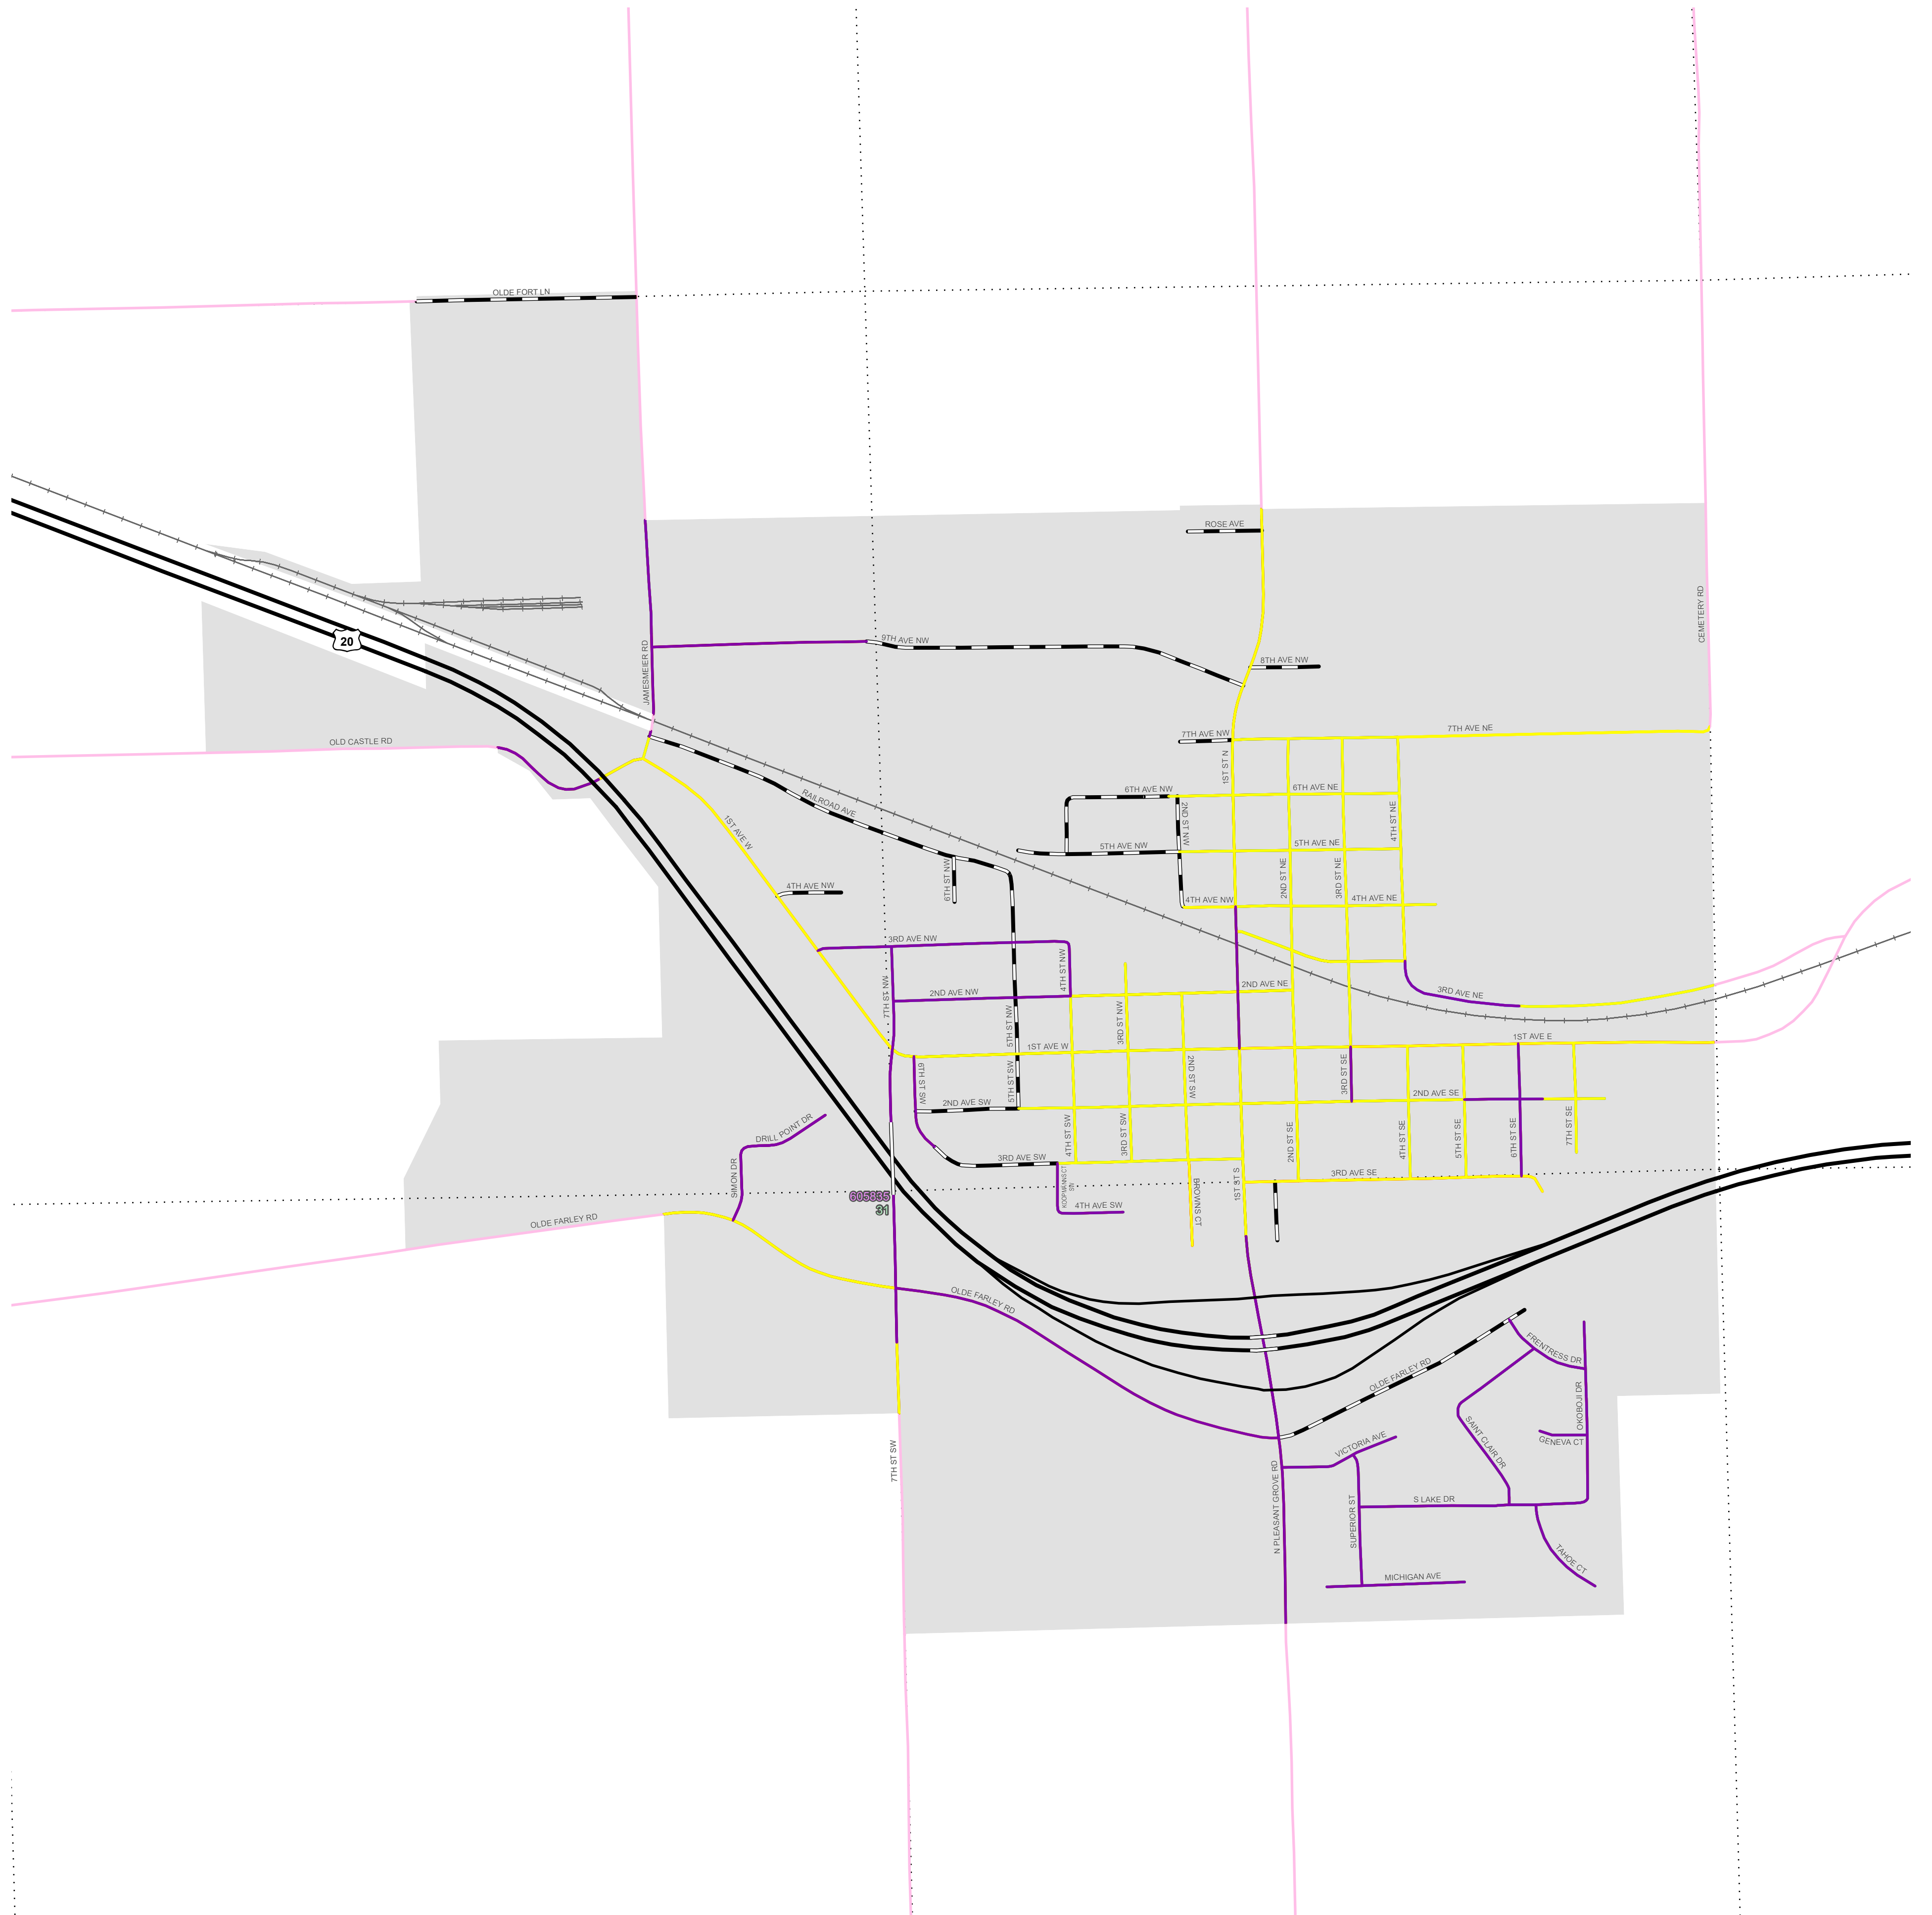 OLDE FORT LN
ROSE AVE
CEMETERY RD
JAMESMEIER RD
9TH AVE NW
20
8TH AVE NW
OLD CASTLE RD
7TH AVE NW
7TH AVE NE
1ST ST N
6TH AVE NW
6TH AVE NE
RAILROAD AVE
2ND ST NW
4TH ST NE
1ST AVE W
5TH AVE NW
5TH AVE NE
6TH ST NW
2ND ST NE
3RD ST NE
4TH AVE NW
4TH AVE NW
4TH AVE NE
3RD AVE NW
4TH ST NW
7TH ST NW
2ND AVE NW
2ND AVE NE
3RD AVE NE
5TH ST NW
3RD ST NW
1ST AVE W
1ST AVE E
6TH ST SW
5TH ST SW
2ND ST SW
3RD ST SE
2ND AVE SW
2ND AVE SE
DRILL POINT DR
4TH ST SW
3RD ST SW
2ND ST SE
4TH ST SE
5TH ST SE
6TH ST SE
7TH ST SE
3RD AVE SW
3RD AVE SE
SIMON DR
1ST ST S
BROWNS CT
605835
31
4TH AVE SW
OLDE FARLEY RD
OLDE FARLEY RD
OLDE FARLEY RD
FRENTRESS DR
OKOBOJI DR
SAINT CLAIR DR
GENEVA CT
VICTORIA AVE
7TH ST SW
N PLEASANT GROVE RD
SUPERIOR ST
S LAKE DR
TAHOE CT
MICHIGAN AVE